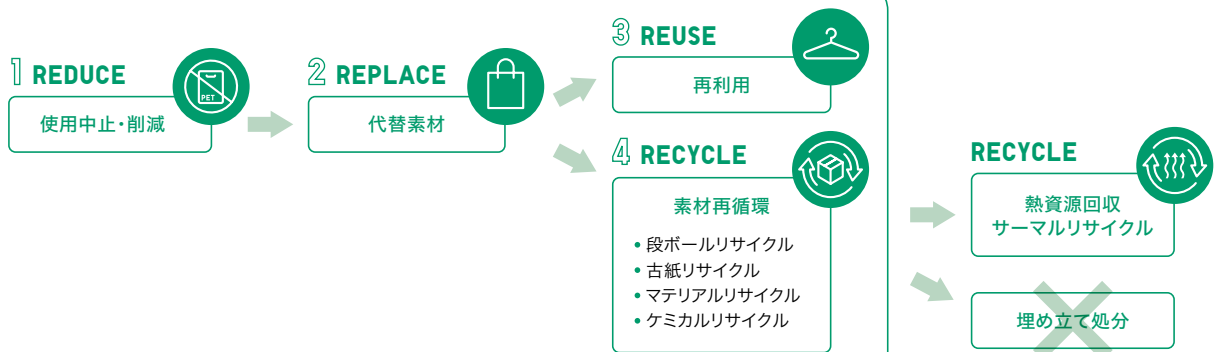 1 REDUCE
PET
使用中止・削減
2 REPLACE
代替素材
3 REUSE
再利用
4 RECYCLE
素材再循環
• 段ボールリサイクル
• 古紙リサイクル
• マテリアルリサイクル
• ケミカルリサイクル
RECYCLE
熱資源回収
サーマルリサイクル
埋め立て処分